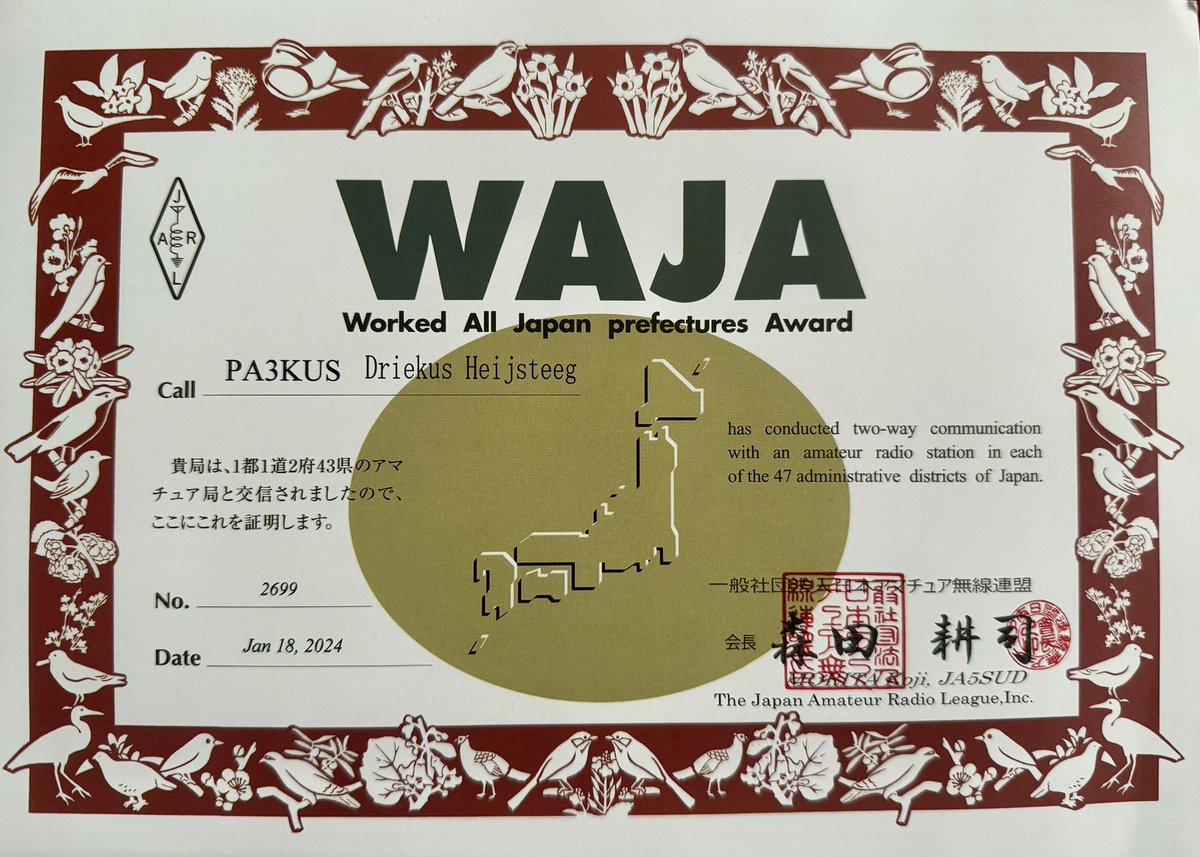 JARL
WAJA
Worked All Japan prefectures Award
Call PA3KUS Driekus Heijsteeg
has conducted two-way communication
with an amateur radio station in each
of the 47 administrative districts of Japan.
貴局は、1都1道2府43県のアマ
チュア局と交信されましたので、
ここにこれを証明します。
No. 2699
Date Jan 18, 2024
一般社団法人日本アマチュア無線連盟
会長 森田 耕司
MORITA Koji, JA5SUD
The Japan Amateur Radio League,Inc.